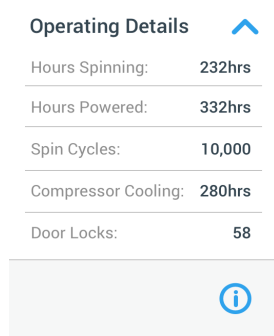 Operating Details
Hours Spinning: 232hrs
Hours Powered: 332hrs
Spin Cycles: 10,000
Compressor Cooling: 280hrs
Door Locks: 58